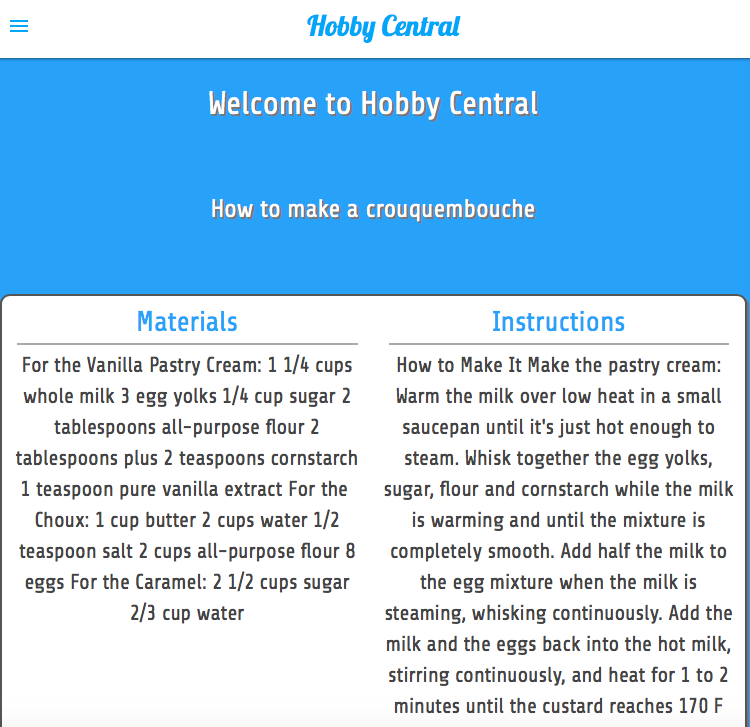 Hobby Central
Welcome to Hobby Central
How to make a crouquembouche
Materials
For the Vanilla Pastry Cream: 1 1/4 cups
whole milk 3 egg yolks 1/4 cup sugar 2
tablespoons all-purpose flour 2
tablespoons plus 2 teaspoons cornstarch
1 teaspoon pure vanilla extract For the
Choux: 1 cup butter 2 cups water 1/2
teaspoon salt 2 cups all-purpose flour 8
eggs For the Caramel: 2 1/2 cups sugar
2/3 cup water
Instructions
How to Make It Make the pastry cream:
Warm the milk over low heat in a small
saucepan until it's just hot enough to
steam. Whisk together the egg yolks,
sugar, flour and cornstarch while the milk
is warming and until the mixture is
completely smooth. Add half the milk to
the egg mixture when the milk is
steaming, whisking continuously. Add the
milk and the eggs back into the hot milk,
stirring continuously, and heat for 1 to 2
minutes until the custard reaches 170 F